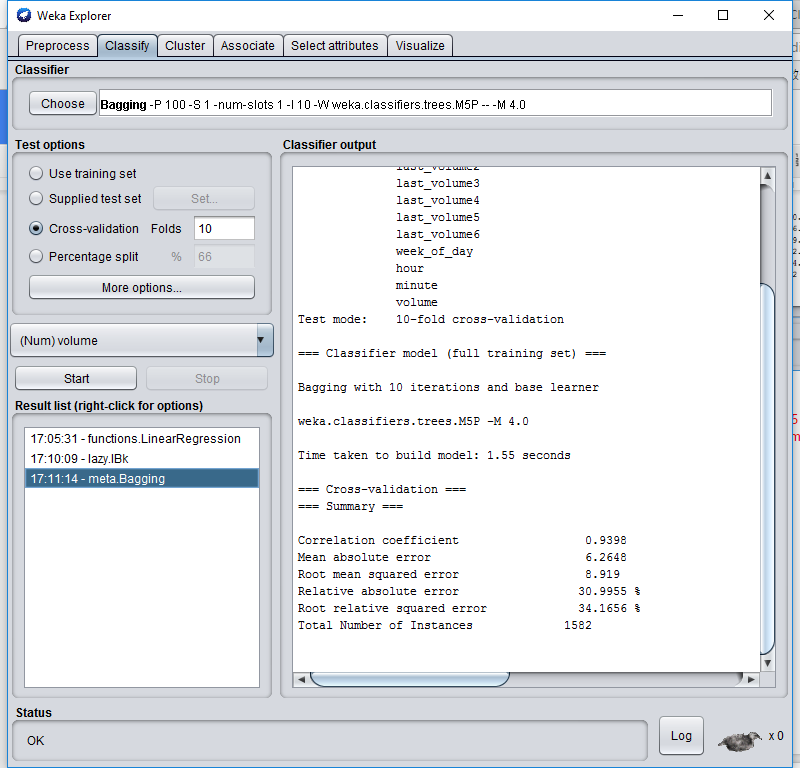 Weka Explorer
Preprocess Classify Cluster Associate Select attributes Visualize
Classifier
Choose Bagging -P 100 -S 1 -num-slots 1 -I 10 -W weka.classifiers.trees.M5P -- -M 4.0
Test options
Use training set
Supplied test set Set...
Cross-validation Folds 10
Percentage split % 66
More options...
(Num) volume
Start Stop
Result list (right-click for options)
17:05:31 - functions.LinearRegression
17:10:09 - lazy.IBk
17:11:14 - meta.Bagging
Classifier output
last_volume2
last_volume3
last_volume4
last_volume5
last_volume6
week_of_day
hour
minute
volume
Test mode: 10-fold cross-validation
=== Classifier model (full training set) ===
Bagging with 10 iterations and base learner
weka.classifiers.trees.M5P -M 4.0
Time taken to build model: 1.55 seconds
=== Cross-validation ===
=== Summary ===
Correlation coefficient 0.9398
Mean absolute error 6.2648
Root mean squared error 8.919
Relative absolute error 30.9955 %
Root relative squared error 34.1656 %
Total Number of Instances 1582
Status
OK
Log
x 0